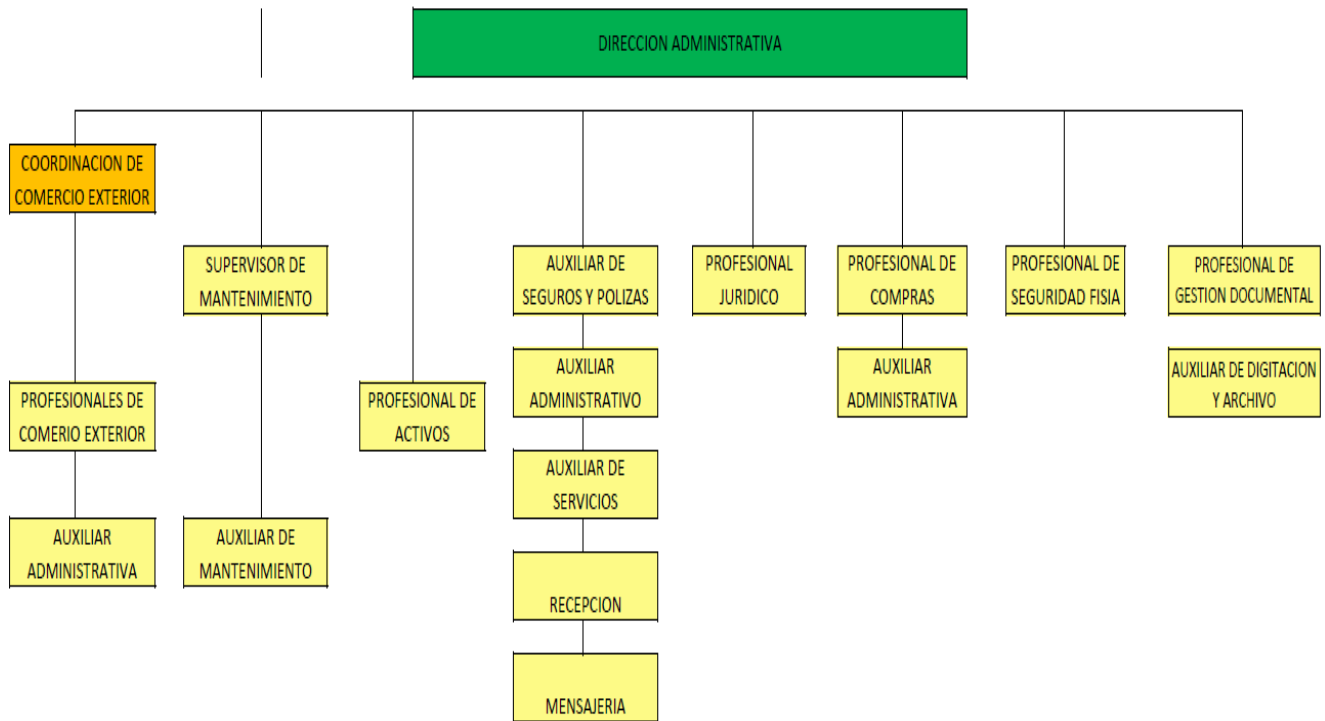 DIRECCION ADMINISTRATIVA
COORDINACION DE
COMERCIO EXTERIOR
SUPERVISOR DE
MANTENIMIENTO
AUXILIAR DE
SEGUROS Y POLIZAS
PROFESIONAL
JURIDICO
PROFESIONAL DE
COMPRAS
PROFESIONAL DE
SEGURIDAD FISIA
PROFESIONAL DE
GESTION DOCUMENTAL
PROFESIONALES DE
COMERIO EXTERIOR
PROFESIONAL DE
ACTIVOS
AUXILIAR
ADMINISTRATIVO
AUXILIAR
ADMINISTRATIVA
AUXILIAR DE DIGITACION
Y ARCHIVO
AUXILIAR DE
SERVICIOS
AUXILIAR
ADMINISTRATIVA
AUXILIAR DE
MANTENIMIENTO
RECEPCION
MENSAJERIA